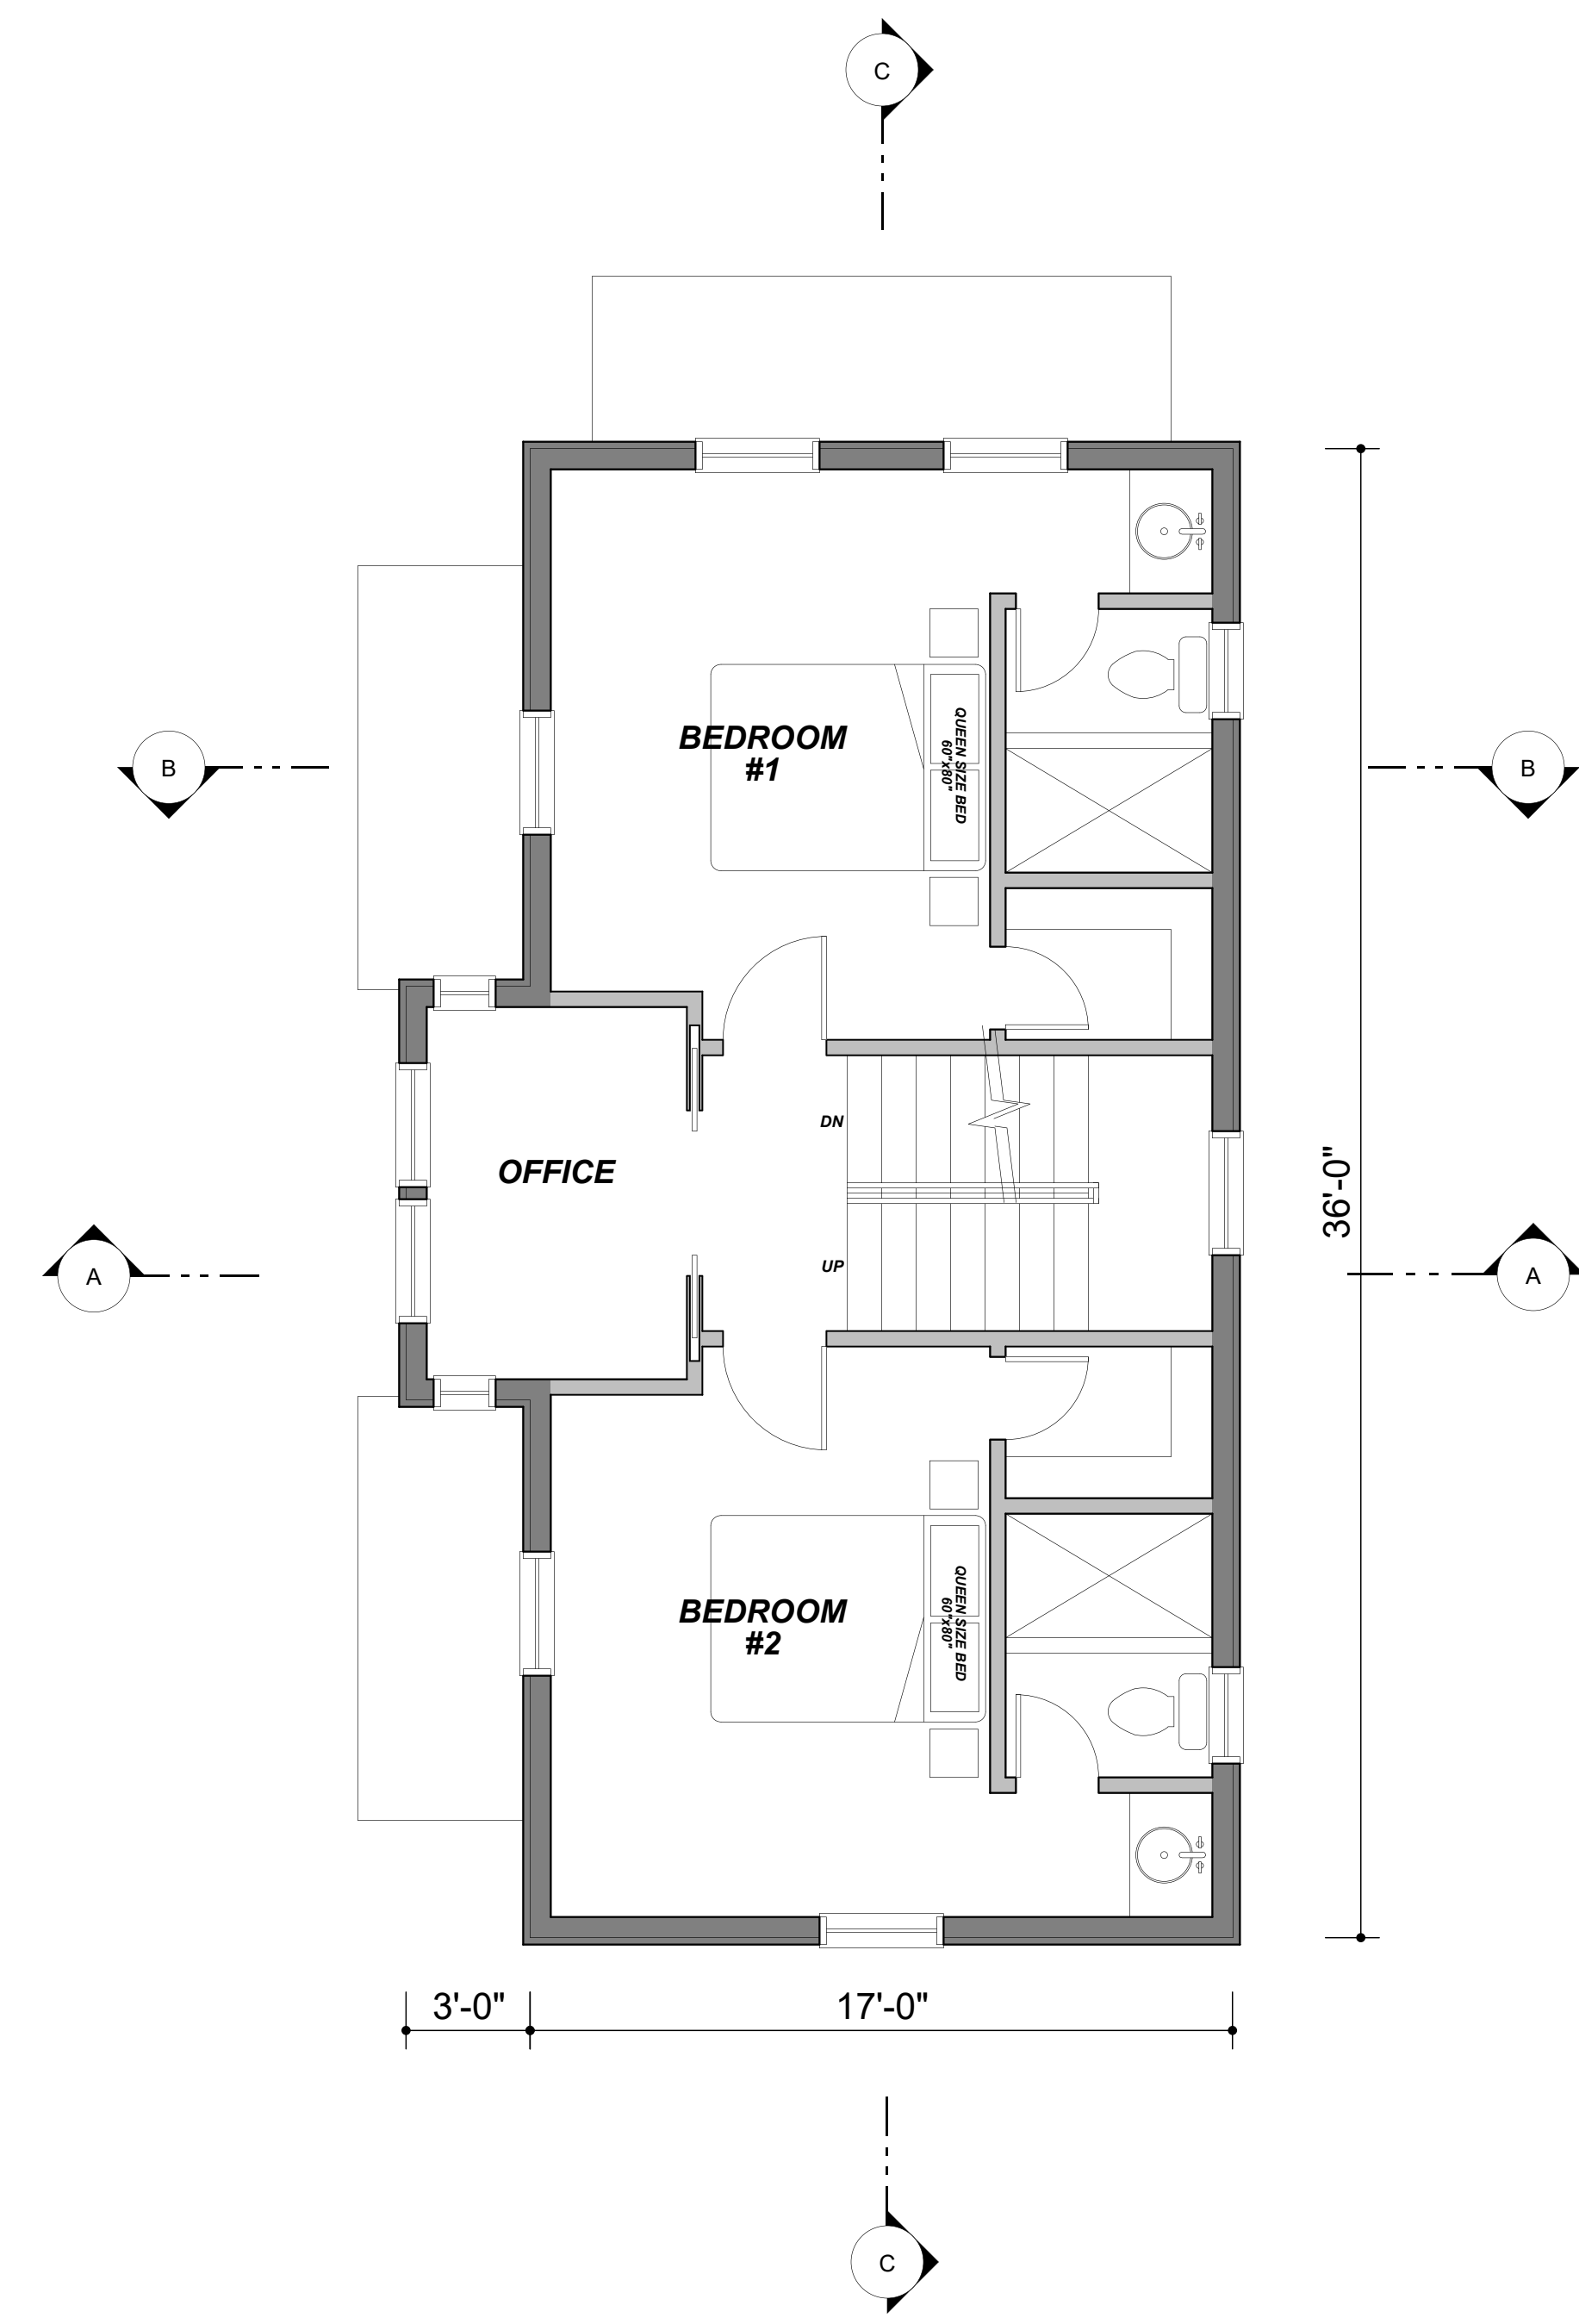 C
BEDROOM
#1
QUEEN SIZE BED
60"x80"
B
B
DN
OFFICE
36'-0"
UP
A
A
BEDROOM
#2
QUEEN SIZE BED
60"x80"
3'-0"
17'-0"
C